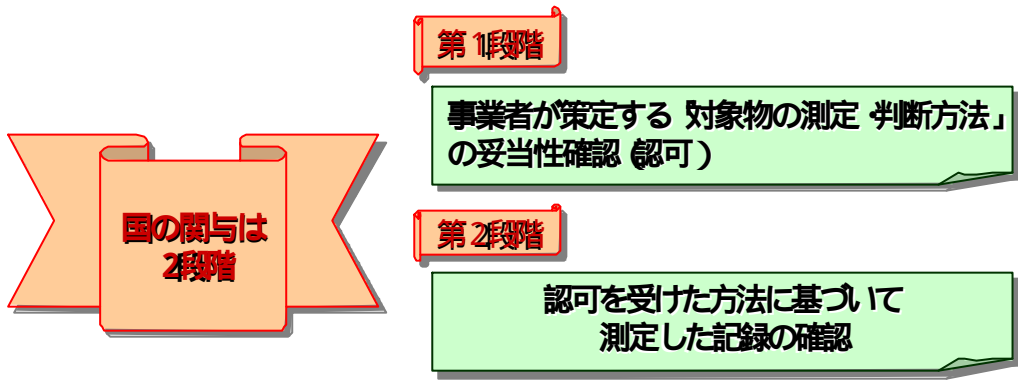 国の関与は
2段階
第1段階
事業者が策定する「対象物の測定・判断方法」
の妥当性確認(認可)
第2段階
認可を受けた方法に基づいて
測定した記録の確認